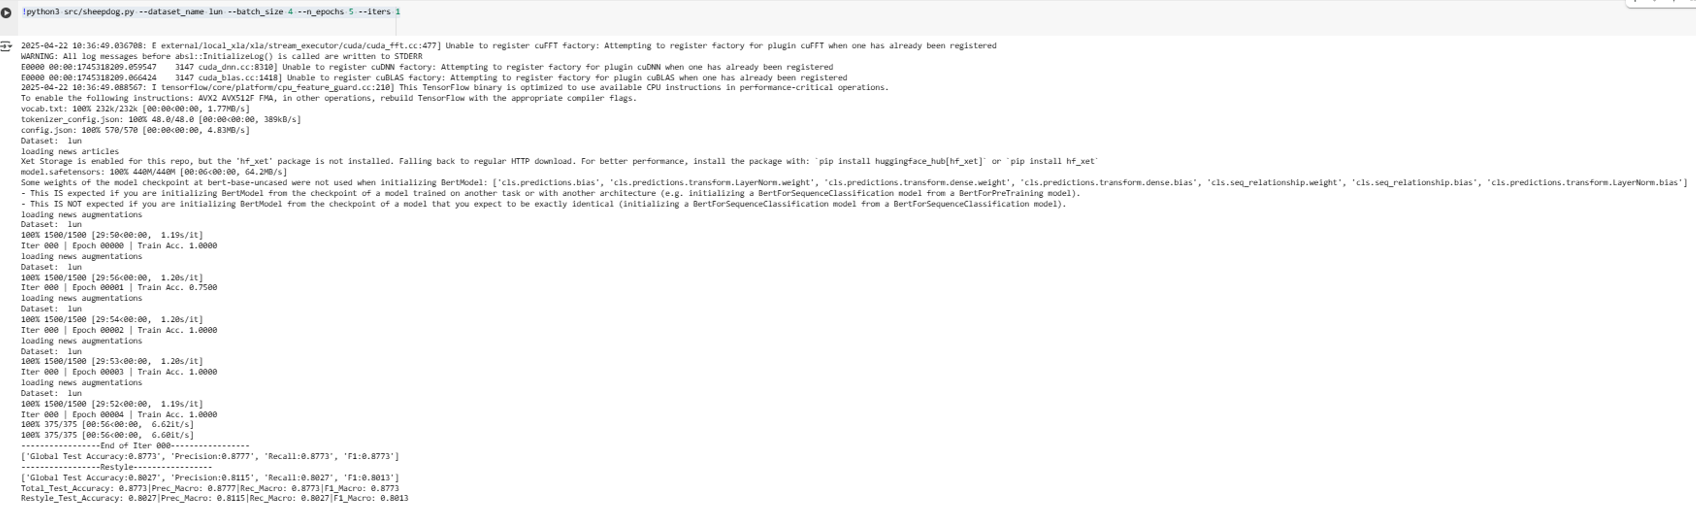 !python3 src/sheepdog.py --dataset_name lun --batch_size 4 --n_epochs 5 --iters 1
2025-04-22 10:36:49.036708: E external/local_xla/xla/stream_executor/cuda/cuda_fft.cc:477] Unable to register cuFFT factory: Attempting to register factory for plugin cuFFT when one has already been registered
WARNING: All log messages before absl::InitializeLog() is called are written to STDERR
E0000 00:00:1745318209.059547    3147 cuda_dnn.cc:8310] Unable to register cuDNN factory: Attempting to register factory for plugin cuDNN when one has already been registered
E0000 00:00:1745318209.066424    3147 cuda_blas.cc:1418] Unable to register cuBLAS factory: Attempting to register factory for plugin cuBLAS when one has already been registered
2025-04-22 10:36:49.088567: I tensorflow/core/platform/cpu_feature_guard.cc:210] This TensorFlow binary is optimized to use available CPU instructions in performance-critical operations.
To enable the following instructions: AVX2 AVX512F FMA, in other operations, rebuild TensorFlow with the appropriate compiler flags.
vocab.txt: 100% 232k/232k [00:00<00:00, 1.77MB/s]
tokenizer_config.json: 100% 48.0/48.0 [00:00<00:00, 389kB/s]
config.json: 100% 570/570 [00:00<00:00, 4.83MB/s]
Dataset:  lun
loading news articles
Xet Storage is enabled for this repo, but the 'hf_xet' package is not installed. Falling back to regular HTTP download. For better performance, install the package with: `pip install huggingface_hub[hf_xet]` or `pip install hf_xet`
model.safetensors: 100% 440M/440M [00:06<00:00, 64.2MB/s]
Some weights of the model checkpoint at bert-base-uncased were not used when initializing BertModel: ['cls.predictions.bias', 'cls.predictions.transform.LayerNorm.weight', 'cls.predictions.transform.dense.weight', 'cls.predictions.transform.dense.bias', 'cls.seq_relationship.weight', 'cls.seq_relationship.bias', 'cls.predictions.transform.LayerNorm.bias']
- This IS expected if you are initializing BertModel from the checkpoint of a model trained on another task or with another architecture (e.g. initializing a BertForSequenceClassification model from a BertForPreTraining model).
- This IS NOT expected if you are initializing BertModel from the checkpoint of a model that you expect to be exactly identical (initializing a BertForSequenceClassification model from a BertForSequenceClassification model).
loading news augmentations
Dataset:  lun
100% 1500/1500 [29:50<00:00,  1.19s/it]
Iter 000 | Epoch 00000 | Train Acc. 1.0000
loading news augmentations
Dataset:  lun
100% 1500/1500 [29:56<00:00,  1.20s/it]
Iter 000 | Epoch 00001 | Train Acc. 0.7500
loading news augmentations
Dataset:  lun
100% 1500/1500 [29:54<00:00,  1.20s/it]
Iter 000 | Epoch 00002 | Train Acc. 1.0000
loading news augmentations
Dataset:  lun
100% 1500/1500 [29:53<00:00,  1.20s/it]
Iter 000 | Epoch 00003 | Train Acc. 1.0000
loading news augmentations
Dataset:  lun
100% 1500/1500 [29:52<00:00,  1.19s/it]
Iter 000 | Epoch 00004 | Train Acc. 1.0000
100% 375/375 [00:56<00:00,  6.62it/s]
100% 375/375 [00:56<00:00,  6.60it/s]
-----------------End of Iter 000-----------------
['Global Test Accuracy:0.8773', 'Precision:0.8777', 'Recall:0.8773', 'F1:0.8773']
-----------------Restyle-----------------
['Global Test Accuracy:0.8027', 'Precision:0.8115', 'Recall:0.8027', 'F1:0.8013']
Total_Test_Accuracy: 0.8773|Prec_Macro: 0.8777|Rec_Macro: 0.8773|F1_Macro: 0.8773
Restyle_Test_Accuracy: 0.8027|Prec_Macro: 0.8115|Rec_Macro: 0.8027|F1_Macro: 0.8013